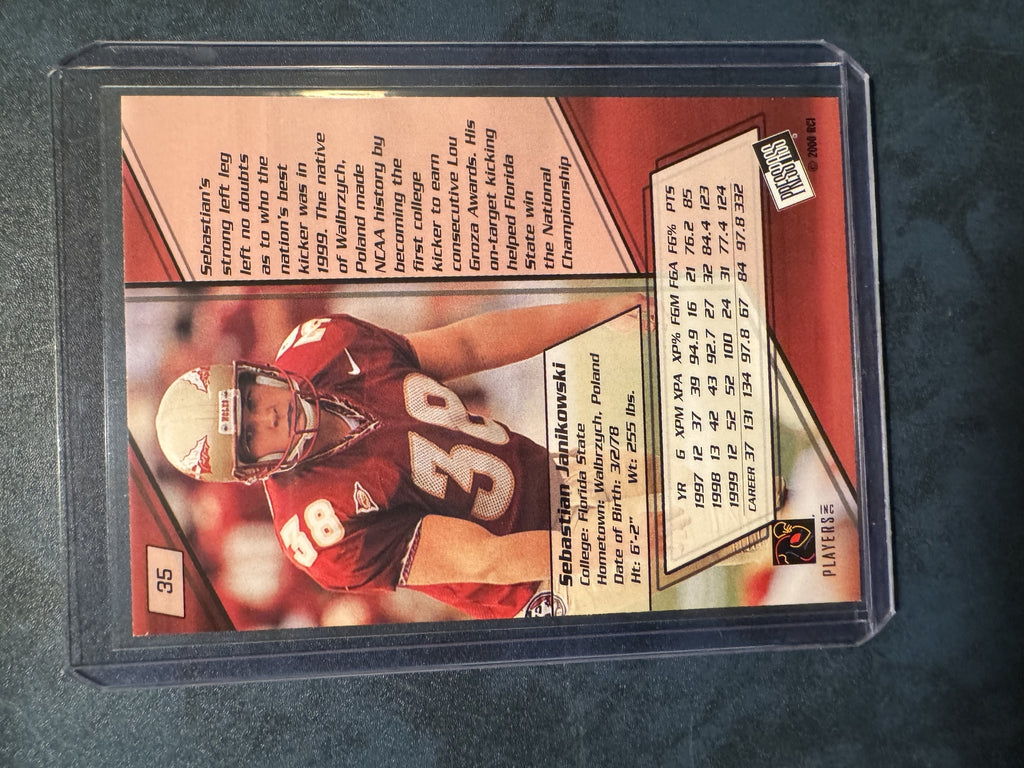 35
Sebastian's
strong left leg
left no doubts
as to who the
nation's best
kicker was in
1999. The native
of Walbrzych,
Poland made
NCAA history by
becoming the
first college
kicker to earn
consecutive Lou
Groza Awards. His
on-target kicking
helped Florida
State win
the National
Championship
NOLES
38
38
38
Sebastian Janikowski
College: Florida State
Hometown: Walbrzych, Poland
Date of Birth: 3/2/78
Ht: 6'-2" Wt: 255 lbs.
YR G XPM XPA XP% FGM FGA FG% PTS
1997 12 37 39 94.9 16 21 76.2 85
1998 13 42 43 92.7 27 32 84.4 123
1999 12 52 52 100 24 31 77.4 124
CAREER 37 131 134 97.8 67 84 97.8 332
PLAYERS INC
PRESS PASS
© 2000 RCI